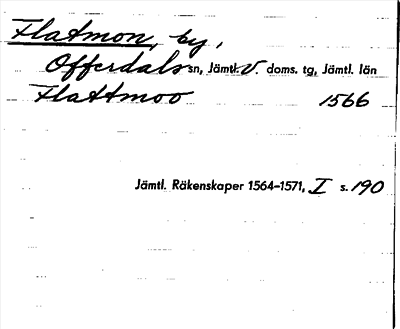 Flatmon, by,
Offerdals sn, Jämtl. V. doms. tg, Jämtl. län
Flattmoo 1566
Jämtl. Räkenskaper 1564-1571, I s. 190